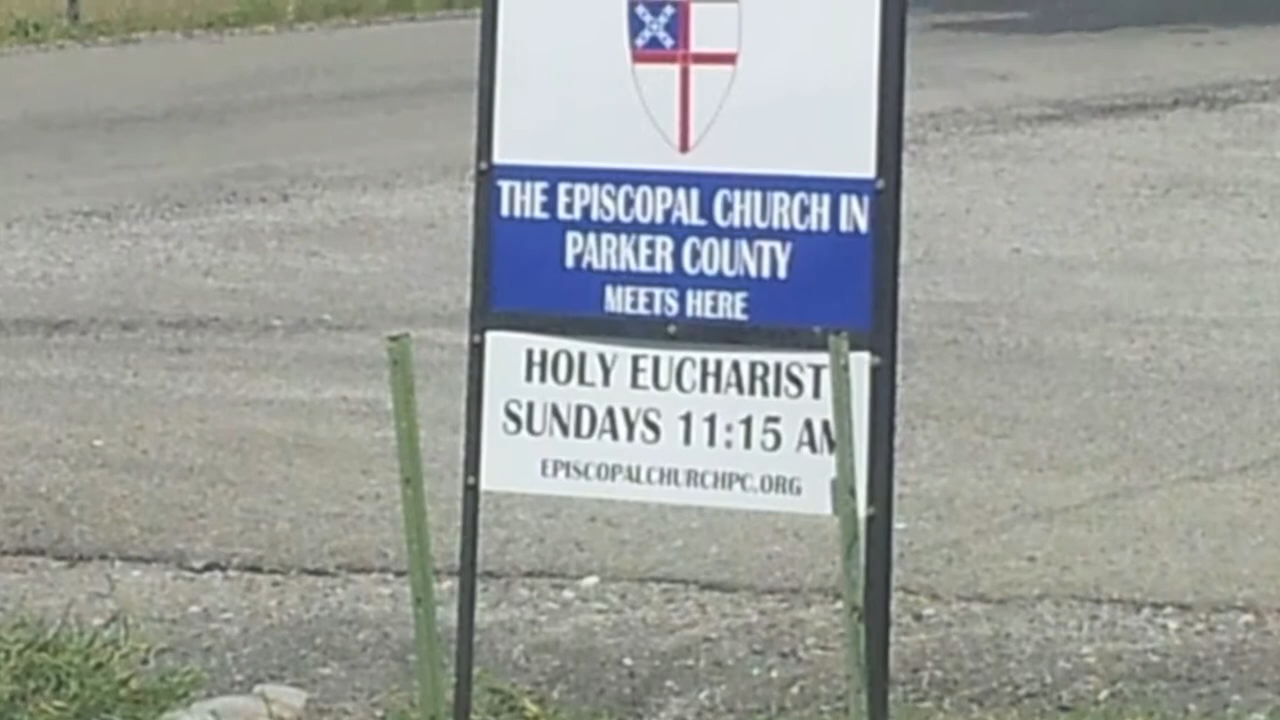 THE EPISCOPAL CHURCH IN
PARKER COUNTY
MEETS HERE
HOLY EUCHARIST
SUNDAYS 11:15 AM
EPISCOPALCHURCHPC.ORG